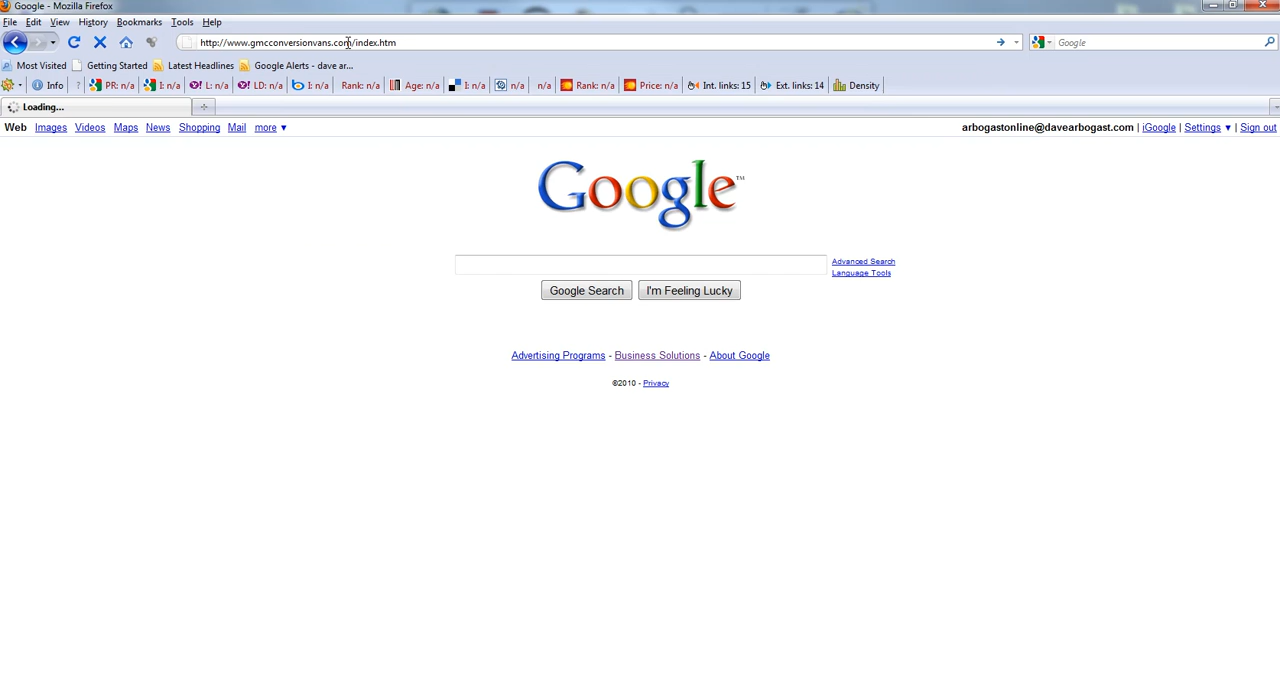 Google - Mozilla Firefox
File Edit View History Bookmarks Tools Help
http://www.gmcconversionvans.com/index.htm Google
Most Visited Getting Started Latest Headlines Google Alerts - dave ar...
Info ? PR: n/a I: n/a L: n/a LD: n/a I: n/a Rank: n/a Age: n/a I: n/a n/a n/a Rank: n/a Price: n/a Int. links: 15 Ext. links: 14 Density
Loading...
Web Images Videos Maps News Shopping Mail more ▼ arbogastonline@davearbogast.com | iGoogle | Settings ▼ | Sign out
Google™
Advanced Search
Language Tools
Google Search I'm Feeling Lucky
Advertising Programs - Business Solutions - About Google
©2010 - Privacy